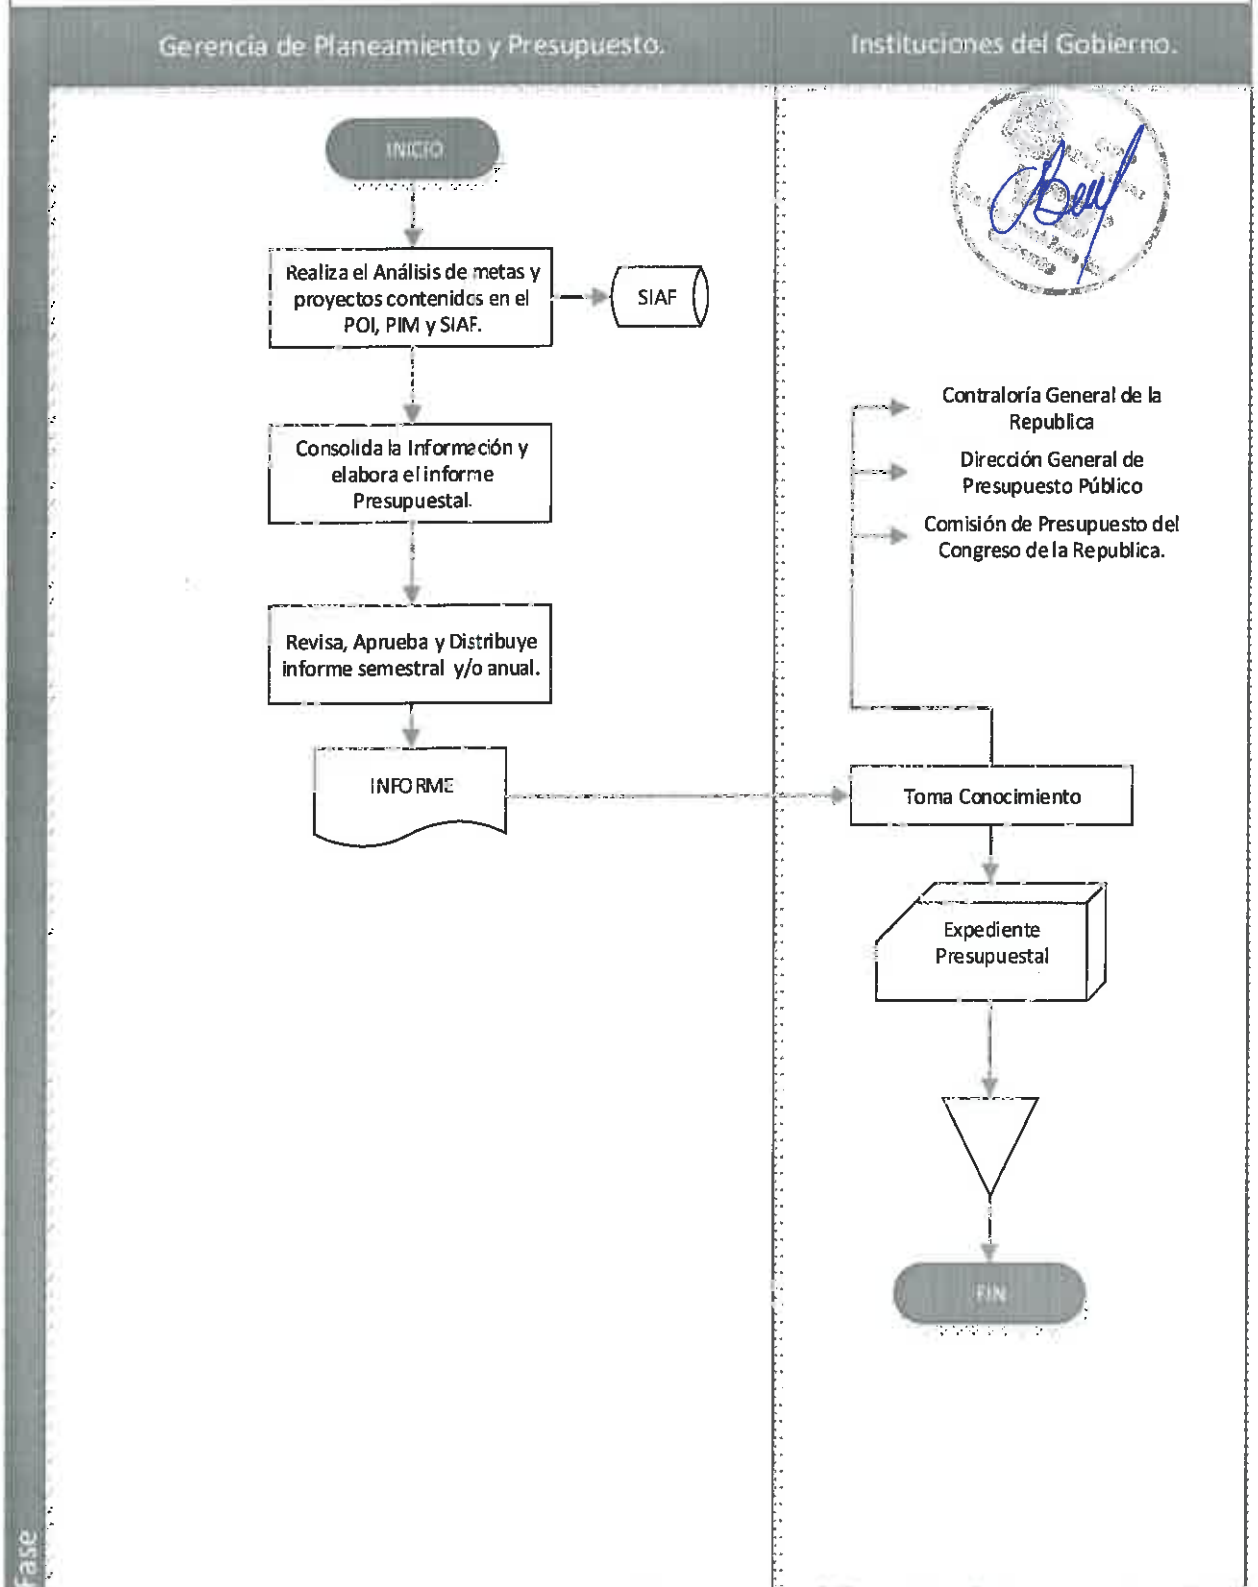 Gerencia de Planeamiento y Presupuesto.
Instituciones del Gobierno.
INICIO
Realiza el Análisis de metas y
proyectos contenidos en el
POI, PIM y SIAF.
SIAF
Consolida la Información y
elabora el informe
Presupuestal.
Revisa, Aprueba y Distribuye
informe semestral y/o anual.
INFORME
Contraloría General de la
Republica
Dirección General de
Presupuesto Público
Comisión de Presupuesto del
Congreso de la Republica.
Toma Conocimiento
Expediente
Presupuestal
FIN
Fase